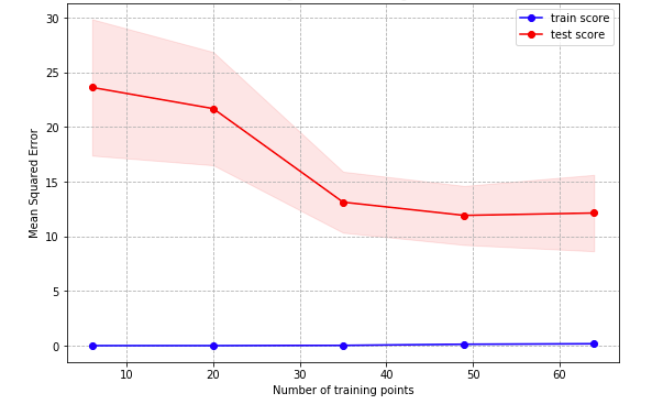 30
25
20
15
10
5
0
Mean Squared Error
train score
test score
10 20 30 40 50 60
Number of training points